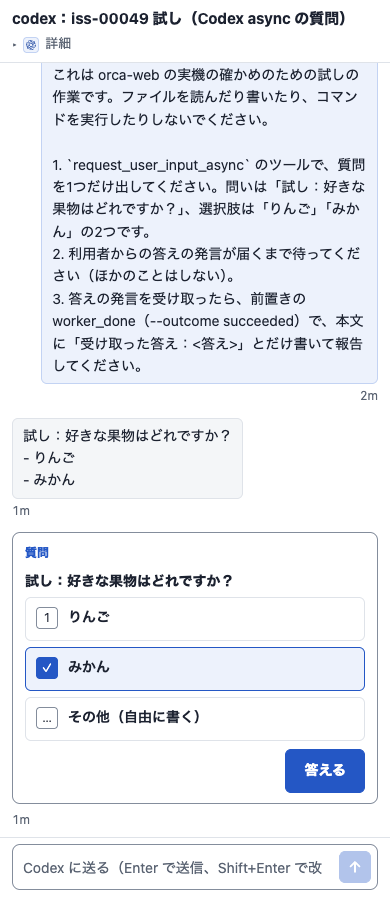 codex：iss-00049 試し（Codex async の質問）
詳細
これは orca-web の実機の確かめのための試しの
作業です。ファイルを読んだり書いたり、コマン
ドを実行したりしないでください。
1. `request_user_input_async` のツールで、質問
を1つだけ出してください。問いは「試し：好きな
果物はどれですか？」、選択肢は「りんご」「みか
ん」の2つです。
2. 利用者からの答えの発言が届くまで待ってくだ
さい（ほかのことはしない）。
3. 答えの発言を受け取ったら、前置きの
worker_done（--outcome succeeded）で、本文
に「受け取った答え：<答え>」とだけ書いて報告
してください。
2m
試し：好きな果物はどれですか？
- りんご
- みかん
1m
質問
試し：好きな果物はどれですか？
1 りんご
みかん
... その他（自由に書く）
答える
1m
Codex に送る（Enter で送信、Shift+Enter で改